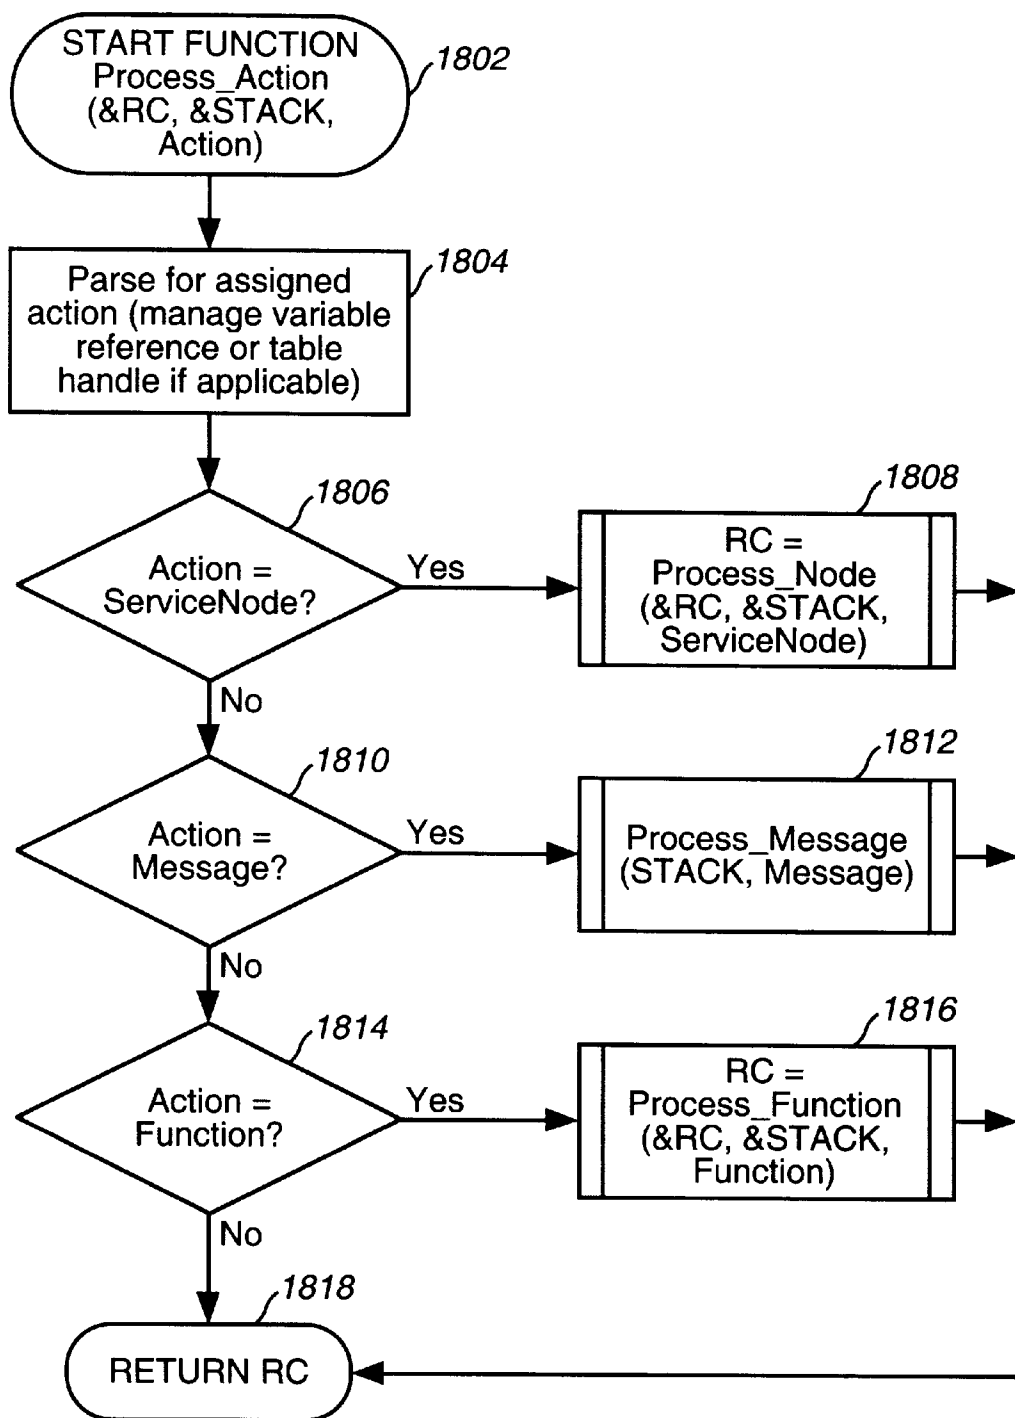 START FUNCTION
Process_Action
(&RC, &STACK,
Action)
1802
Parse for assigned
action (manage variable
reference or table
handle if applicable)
1804
Action =
ServiceNode?
1806
Yes
No
RC =
Process_Node
(&RC, &STACK,
ServiceNode)
1808
Action =
Message?
1810
Yes
No
Process_Message
(STACK, Message)
1812
Action =
Function?
1814
Yes
No
RC =
Process_Function
(&RC, &STACK,
Function)
1816
RETURN RC
1818